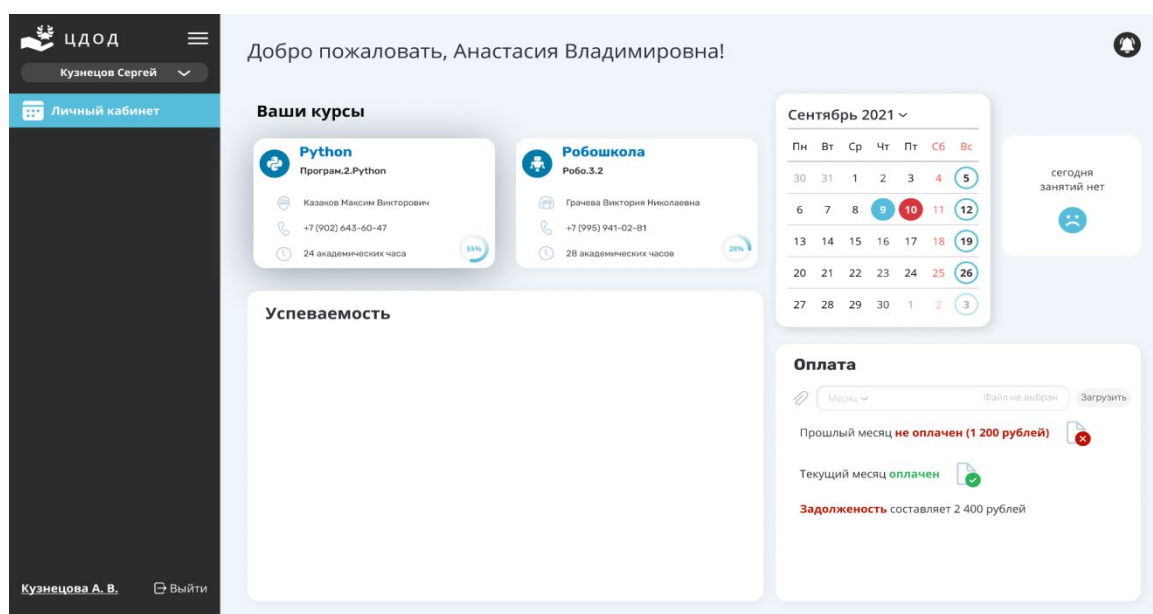 ЦДОД
Кузнецов Сергей
Личный кабинет
Кузнецова А. В.
Выйти
Добро пожаловать, Анастасия Владимировна!
Ваши курсы
Python
Програм.2.Python
Казаков Максим Викторович
+7 (902) 643-60-47
24 академических часа
55%
Робошкола
Робо.3.2
Грачева Виктория Николаевна
+7 (995) 941-02-81
28 академических часов
28%
Успеваемость
Сентябрь 2021
Пн Вт Ср Чт Пт Сб Вс
30 31 1 2 3 4 5
6 7 8 9 10 11 12
13 14 15 16 17 18 19
20 21 22 23 24 25 26
27 28 29 30 1 2 3
сегодня
занятий нет
Оплата
Месяц
Файл не выбран
Загрузить
Прошлый месяц не оплачен (1 200 рублей)
Текущий месяц оплачен
Задолженость составляет 2 400 рублей